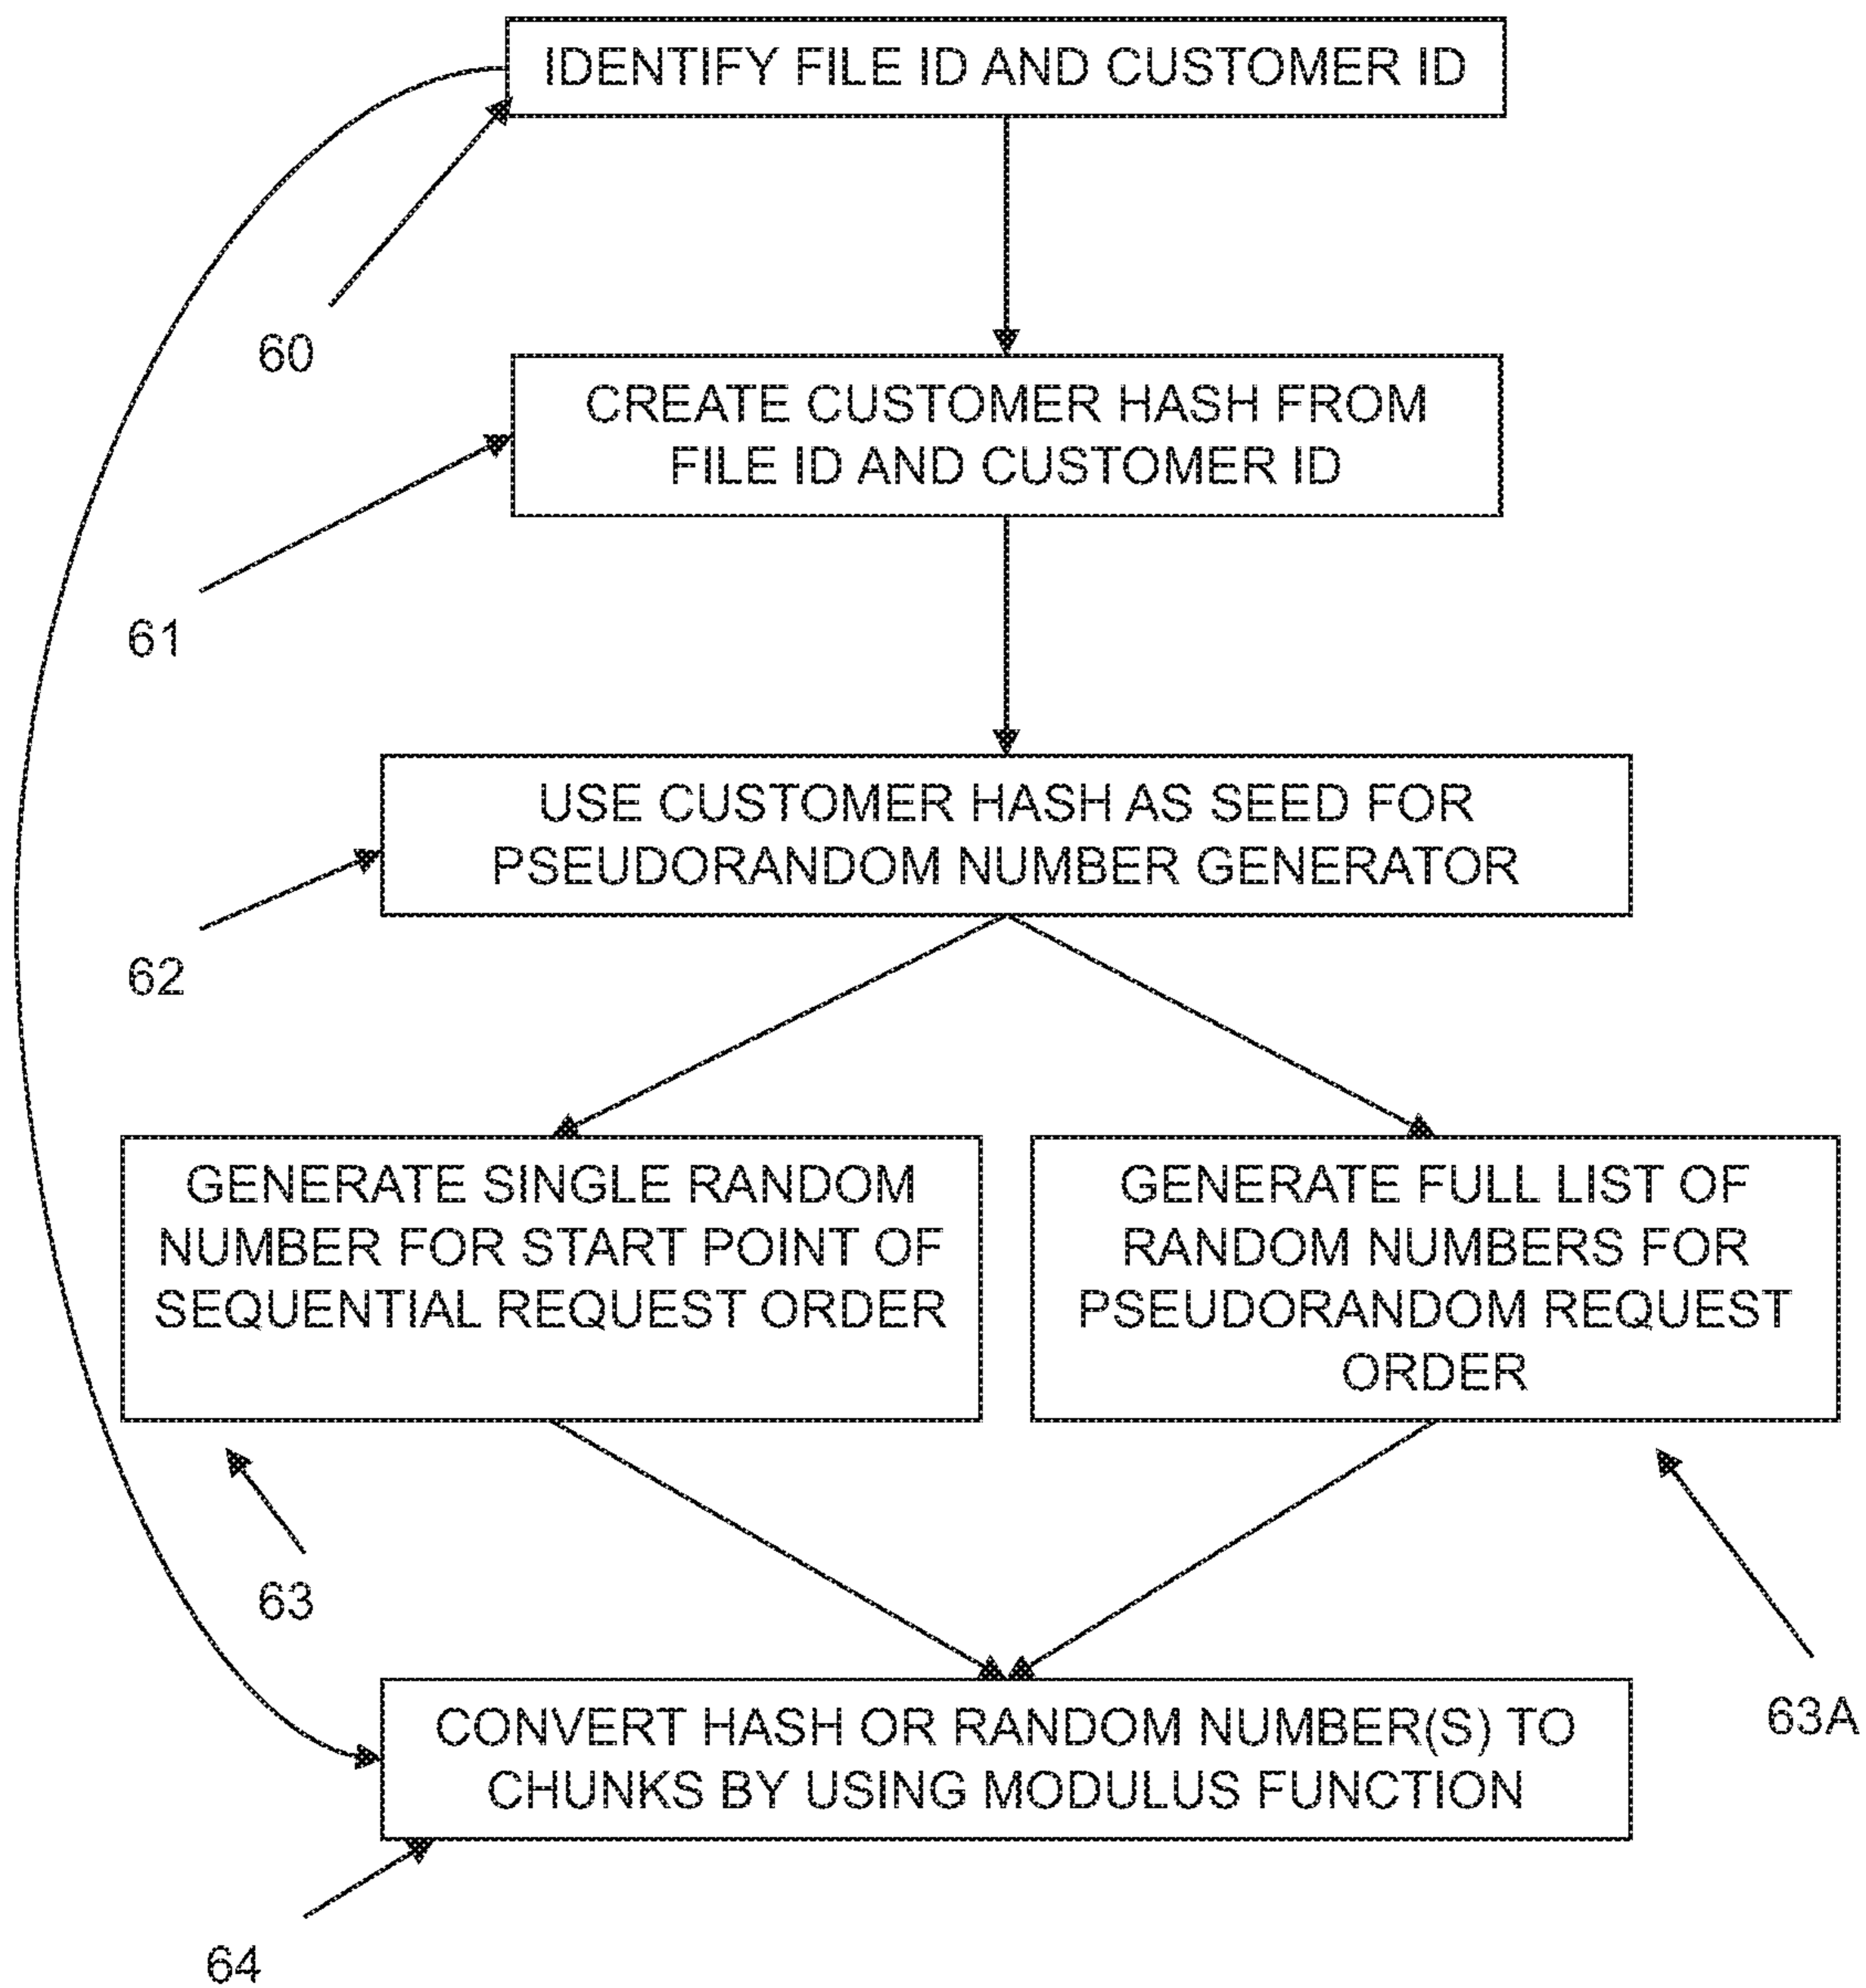 IDENTIFY FILE ID AND CUSTOMER ID
60
CREATE CUSTOMER HASH FROM
FILE ID AND CUSTOMER ID
61
USE CUSTOMER HASH AS SEED FOR
PSEUDORANDOM NUMBER GENERATOR
62
GENERATE SINGLE RANDOM
NUMBER FOR START POINT OF
SEQUENTIAL REQUEST ORDER
63
GENERATE FULL LIST OF
RANDOM NUMBERS FOR
PSEUDORANDOM REQUEST
ORDER
63A
CONVERT HASH OR RANDOM NUMBER(S) TO
CHUNKS BY USING MODULUS FUNCTION
64